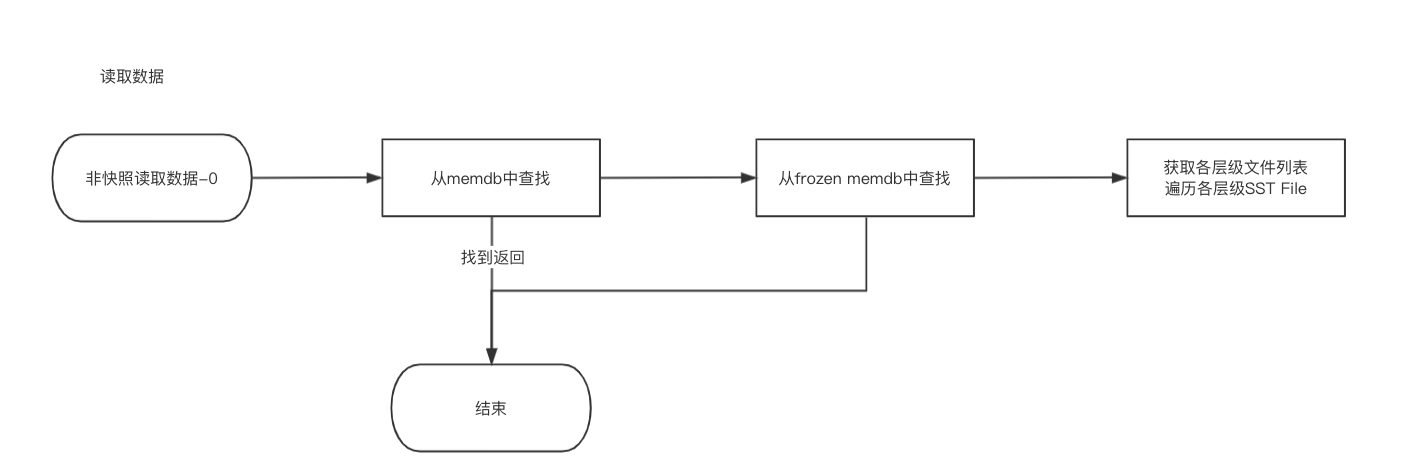 读取数据
非快照读取数据-0
从memdb中查找
从frozen memdb中查找
获取各层级文件列表
遍历各层级SST File
找到返回
结束